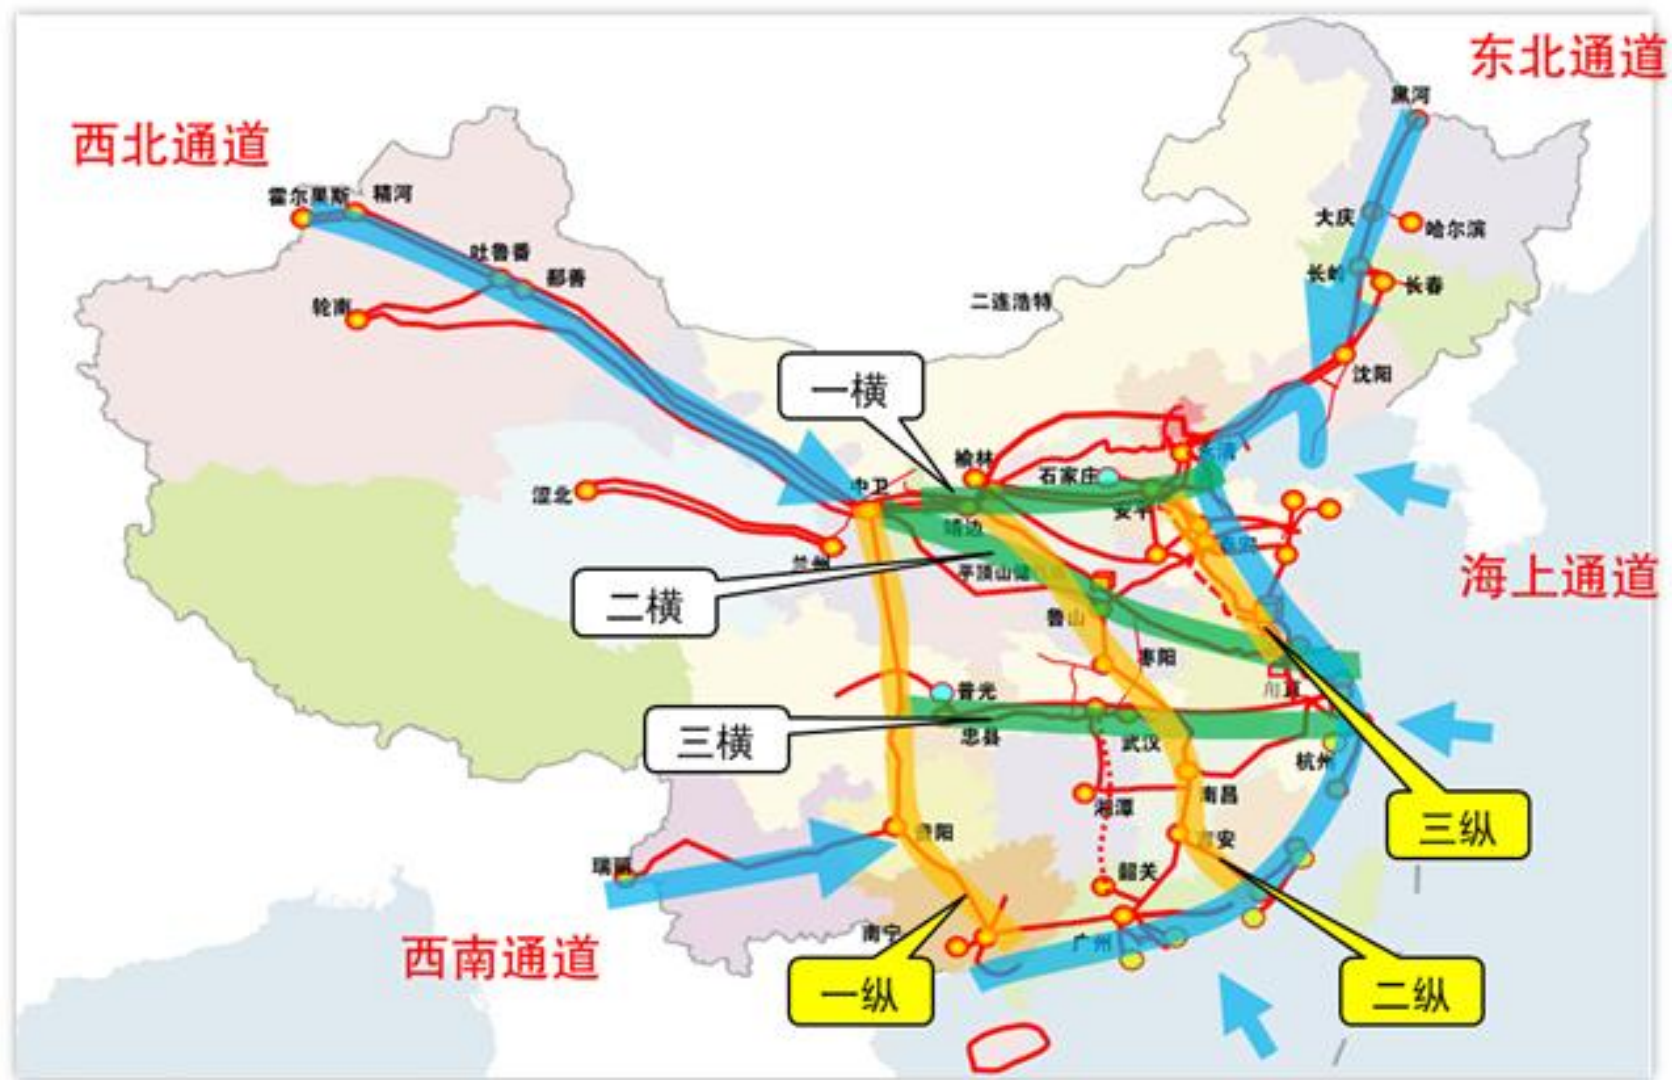 东北通道
黑河
西北通道
霍尔果斯
精河
大庆
哈尔滨
吐鲁番
鄯善
长岭
长春
二连浩特
轮南
沈阳
一横
榆林
石家庄
中卫
涩北
安平
靖边
兰州
海上通道
平顶山
二横
鲁山
枣阳
普光
三横
忠县
武汉
杭州
南昌
湘潭
三纵
贵阳
吉安
瑞丽
韶关
南宁
广州
西南通道
一纵
二纵